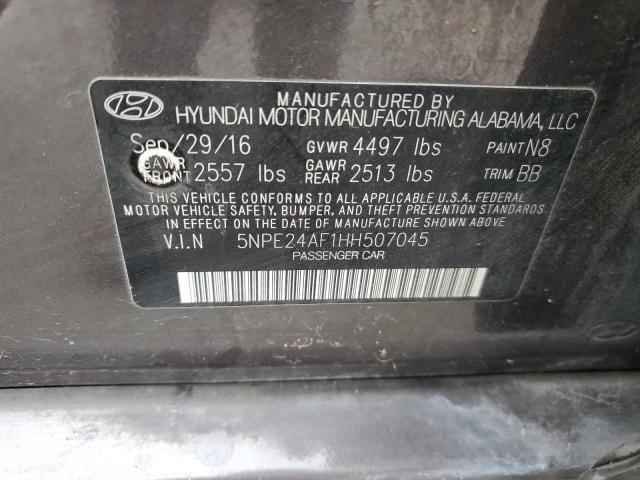 MANUFACTURED BY
HYUNDAI MOTOR MANUFACTURING ALABAMA, LLC
Sep/29/16 GVWR 4497 lbs PAINT N8
GAWR FRONT 2557 lbs GAWR REAR 2513 lbs TRIM BB
THIS VEHICLE CONFORMS TO ALL APPLICABLE U.S.A. FEDERAL
MOTOR VEHICLE SAFETY, BUMPER, AND THEFT PREVENTION STANDARDS
IN EFFECT ON THE DATE OF MANUFACTURE SHOWN ABOVE
V.I.N 5NPE24AF1HH507045
PASSENGER CAR